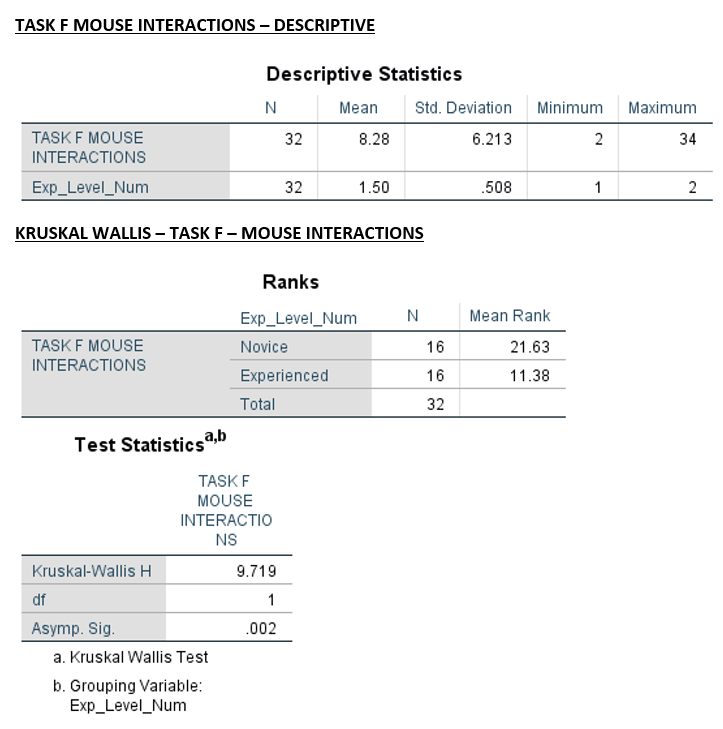 TASK F MOUSE INTERACTIONS – DESCRIPTIVE
Descriptive Statistics
N Mean Std. Deviation Minimum Maximum
TASK F MOUSE INTERACTIONS 32 8.28 6.213 2 34
Exp_Level_Num 32 1.50 .508 1 2
KRUSKAL WALLIS – TASK F – MOUSE INTERACTIONS
Ranks
Exp_Level_Num N Mean Rank
TASK F MOUSE INTERACTIONS Novice 16 21.63
Experienced 16 11.38
Total 32
Test Statistics a,b
TASK F
MOUSE
INTERACTIO
NS
Kruskal-Wallis H 9.719
df 1
Asymp. Sig. .002
a. Kruskal Wallis Test
b. Grouping Variable:
Exp_Level_Num